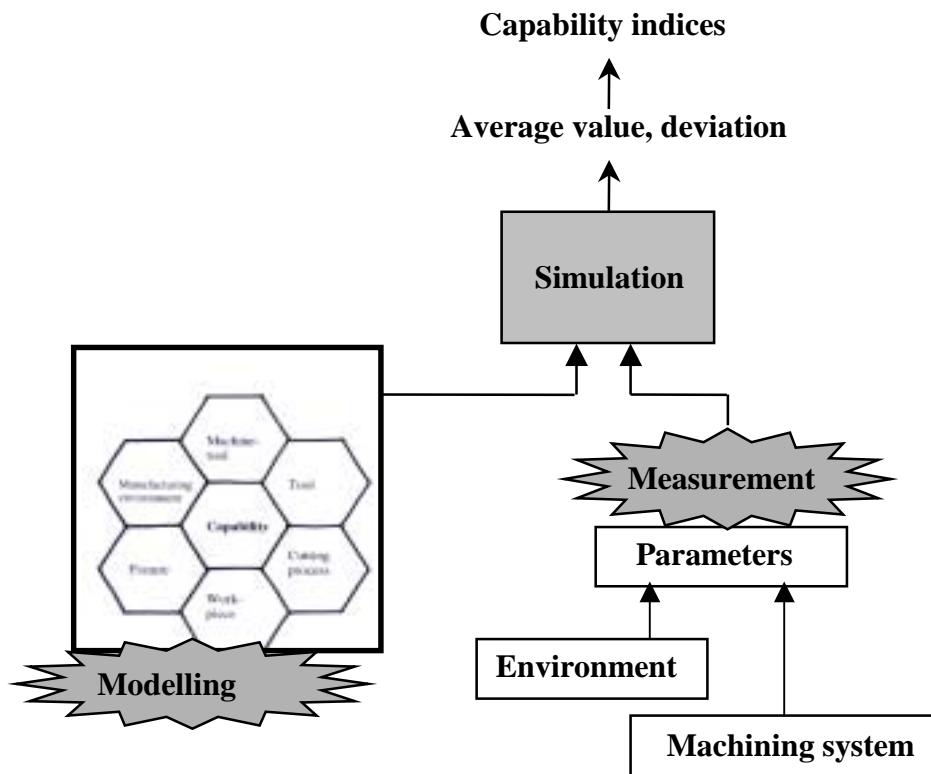 Capability indices
Average value, deviation
Simulation
Machine-
tool
Manufacturing
environment
Tool
Capability
Fixture
Cutting
process
Work-
piece
Measurement
Parameters
Modelling
Environment
Machining system